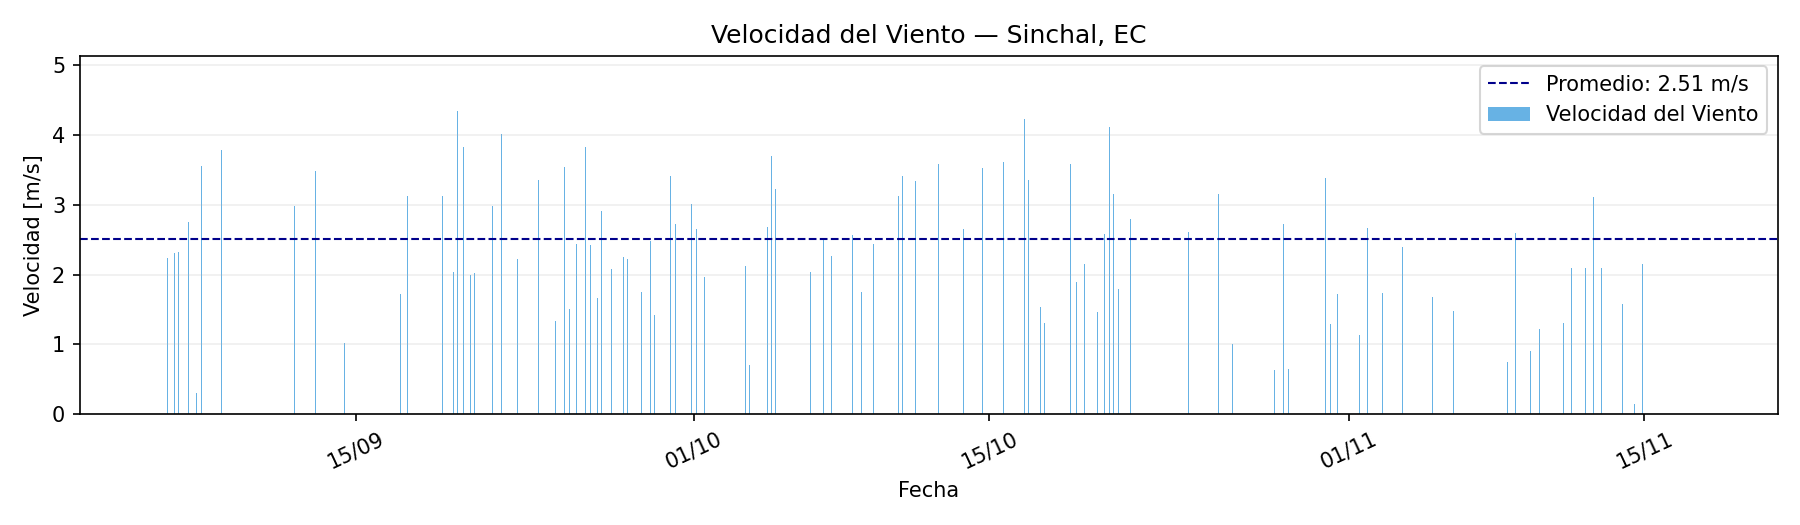 Velocidad del Viento — Sinchal, EC
Velocidad [m/s]
5
4
3
2
1
0
Promedio: 2.51 m/s
Velocidad del Viento
15/09
01/10
15/10
01/11
15/11
Fecha